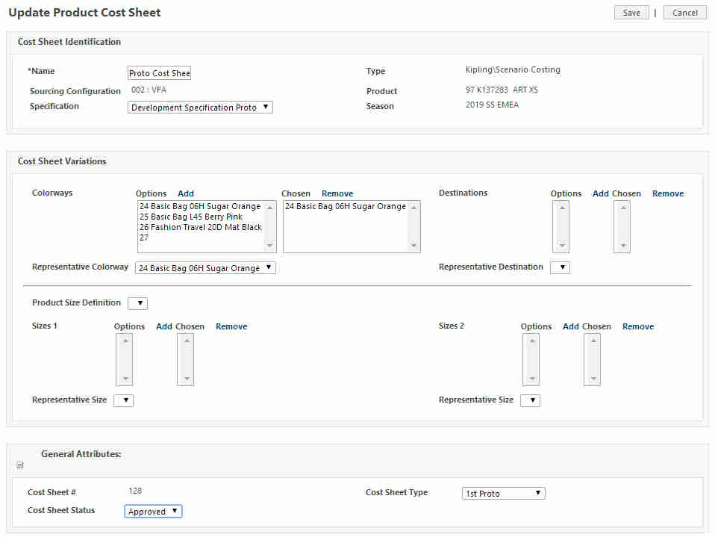 Update Product Cost Sheet
Save | Cancel
Cost Sheet Identification
*Name Proto Cost Shee Type Kipling\Scenario Costing
Sourcing Configuration 002 : VFA Product 97 K137283 ART XS
Specification Development Specification Proto Season 2019 SS EMEA
Cost Sheet Variations
Colorways Options Add Chosen Remove Destinations Options Add Chosen Remove
24 Basic Bag 06H Sugar Orange 24 Basic Bag 06H Sugar Orange
25 Basic Bag L45 Berry Pink
26 Fashion Travel 20D Mat Black
27
Representative Colorway 24 Basic Bag 06H Sugar Orange Representative Destination
Product Size Definition
Sizes 1 Options Add Chosen Remove Sizes 2 Options Add Chosen Remove
Representative Size Representative Size
General Attributes:
Cost Sheet # 128 Cost Sheet Type 1st Proto
Cost Sheet Status Approved